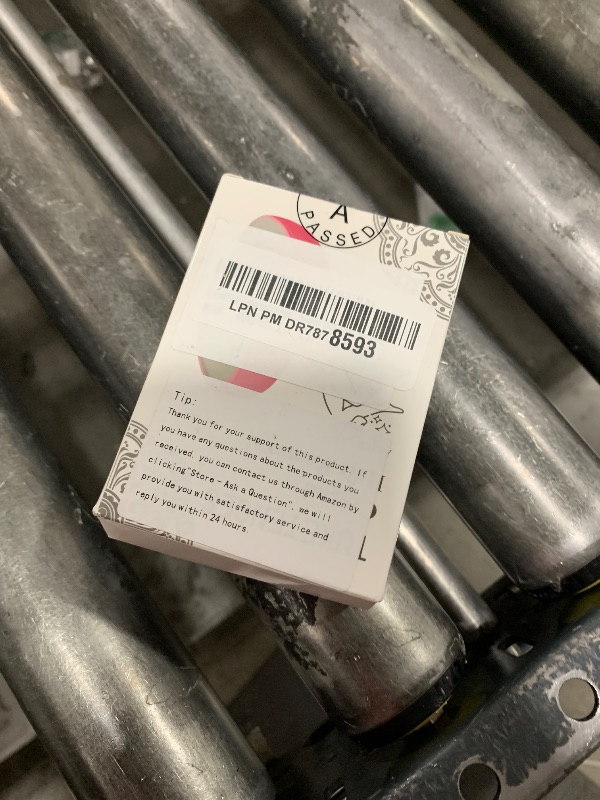 A
PASSED
LPN PM DR7878593
Tip:
Thank you for your support of this product. If
you have any questions about the products you
received, you can contact us through Amazon by
clicking"Store - Ask a Question", we will
provide you with satisfactory service and
reply you within 24 hours.
L